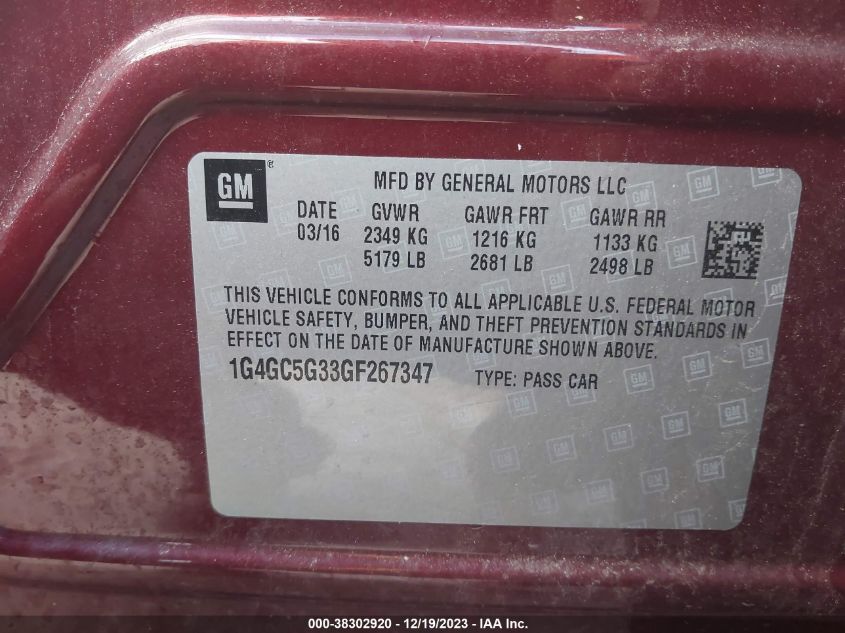 GM ® MFD BY GENERAL MOTORS LLC
DATE GVWR GAWR FRT GAWR RR
03/16 2349 KG 1216 KG 1133 KG
5179 LB 2681 LB 2498 LB
THIS VEHICLE CONFORMS TO ALL APPLICABLE U.S. FEDERAL MOTOR
VEHICLE SAFETY, BUMPER, AND THEFT PREVENTION STANDARDS IN
EFFECT ON THE DATE OF MANUFACTURE SHOWN ABOVE.
1G4GC5G33GF267347 TYPE: PASS CAR
000-38302920 - 12/19/2023 - IAA Inc.